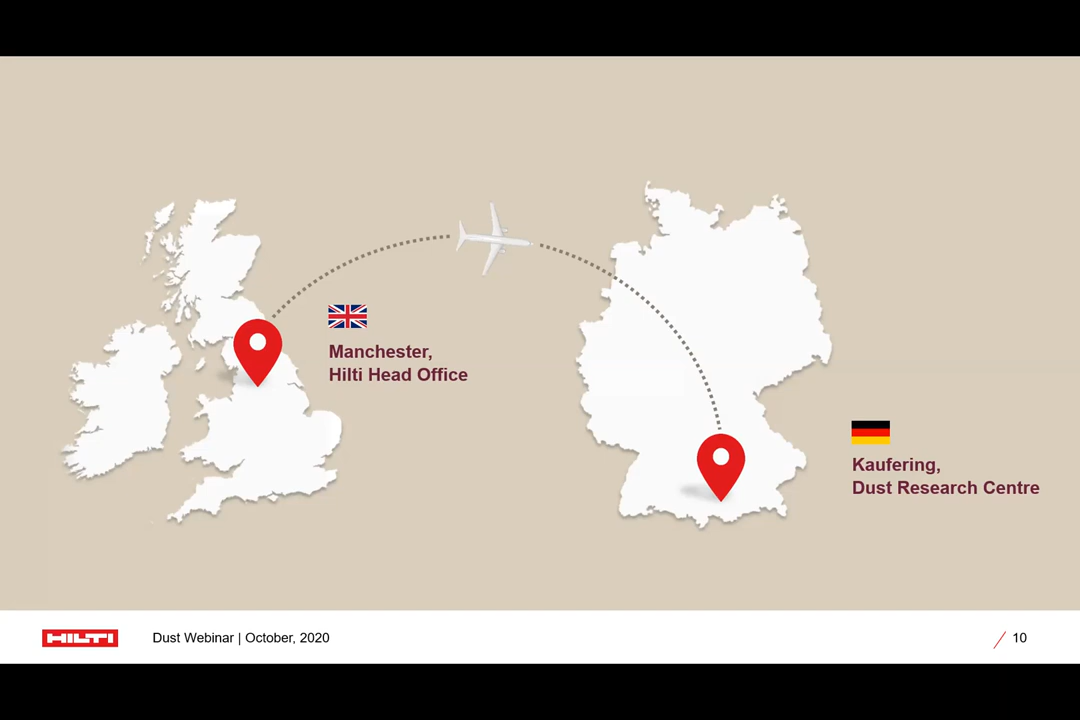 Manchester,
Hilti Head Office
Kaufering,
Dust Research Centre
HILTI
Dust Webinar | October, 2020
10